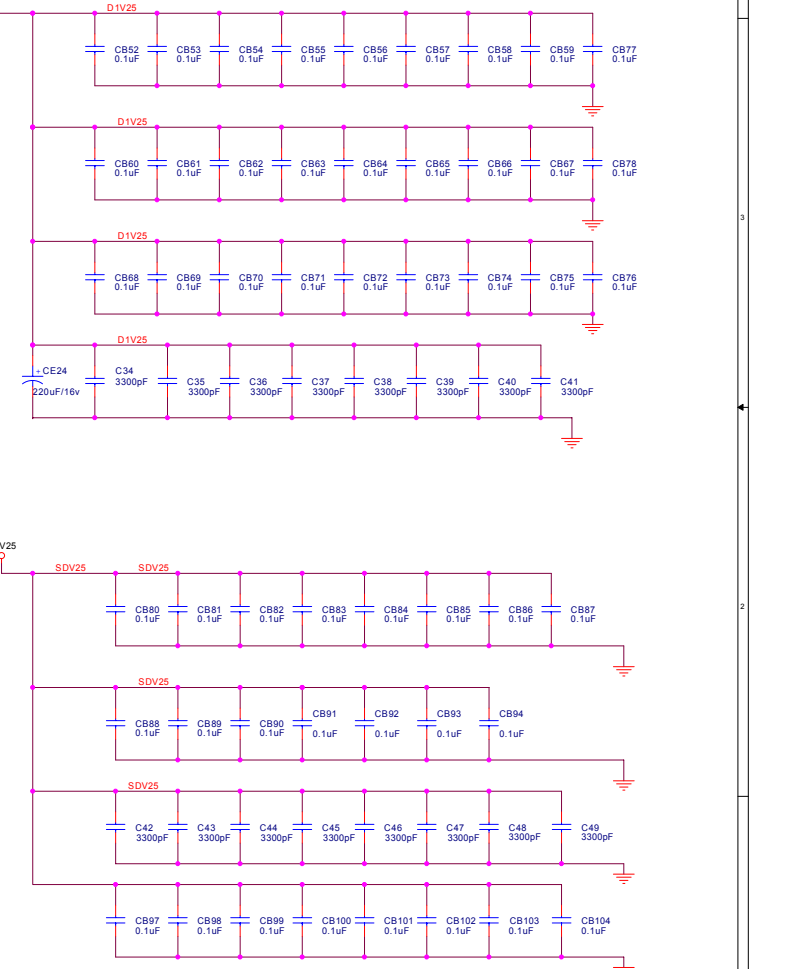 D1V25
CB52 CB53 CB54 CB55 CB56 CB57 CB58 CB59 CB77
0.1uF 0.1uF 0.1uF 0.1uF 0.1uF 0.1uF 0.1uF 0.1uF 0.1uF
D1V25
CB60 CB61 CB62 CB63 CB64 CB65 CB66 CB67 CB78
0.1uF 0.1uF 0.1uF 0.1uF 0.1uF 0.1uF 0.1uF 0.1uF 0.1uF
3
D1V25
CB68 CB69 CB70 CB71 CB72 CB73 CB74 CB75 CB76
0.1uF 0.1uF 0.1uF 0.1uF 0.1uF 0.1uF 0.1uF 0.1uF 0.1uF
D1V25
+ CE24 C34 C35 C36 C37 C38 C39 C40 C41
220uF/16v 3300pF 3300pF 3300pF 3300pF 3300pF 3300pF 3300pF 3300pF
V25
SDV25 SDV25
CB80 CB81 CB82 CB83 CB84 CB85 CB86 CB87
0.1uF 0.1uF 0.1uF 0.1uF 0.1uF 0.1uF 0.1uF 0.1uF
2
SDV25
CB88 CB89 CB90 CB91 CB92 CB93 CB94
0.1uF 0.1uF 0.1uF 0.1uF 0.1uF 0.1uF 0.1uF
SDV25
C42 C43 C44 C45 C46 C47 C48 C49
3300pF 3300pF 3300pF 3300pF 3300pF 3300pF 3300pF 3300pF
CB97 CB98 CB99 CB100 CB101 CB102 CB103 CB104
0.1uF 0.1uF 0.1uF 0.1uF 0.1uF 0.1uF 0.1uF 0.1uF